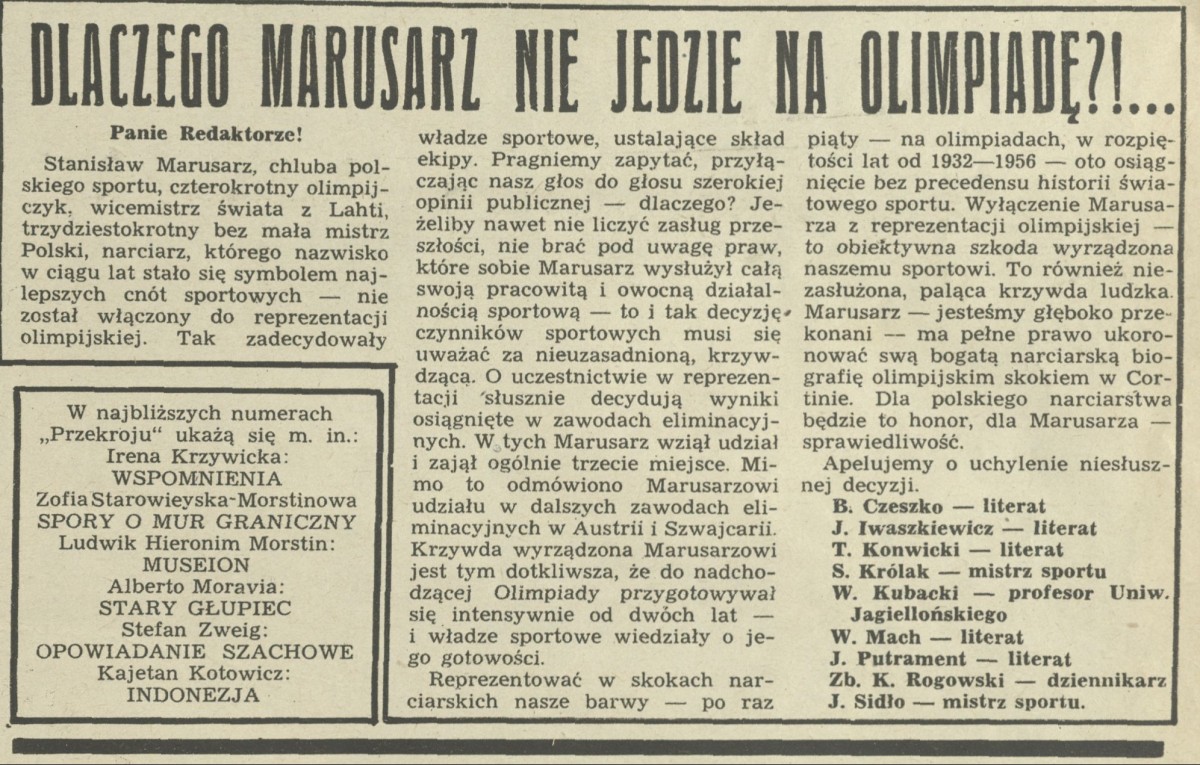 DLACZEGO MARUSARZ NIE JEDZIE NA OLIMPIADĘ?!...
Panie Redaktorze!
Stanisław Marusarz, chluba pol-
skiego sportu, czterokrotny olimpij-
czyk, wicemistrz świata z Lahti,
trzydziestokrotny bez mała mistrz
Polski, narciarz, którego nazwisko
w ciągu lat stało się symbolem naj-
lepszych cnót sportowych — nie
został włączony do reprezentacji
olimpijskiej. Tak zadecydowały
władze sportowe, ustalające skład
ekipy. Pragniemy zapytać, przyłą-
czając nasz głos do głosu szerokiej
opinii publicznej — dlaczego? Je-
żeliby nawet nie liczyć zasług prze-
szłości, nie brać pod uwagę praw,
które sobie Marusarz wysłużył całą
swoją pracowitą i owocną działal-
nością sportową — to i tak decyzję
czynników sportowych musi się
uważać za nieuzasadnioną, krzyw-
dzącą. O uczestnictwie w reprezen-
tacji słusznie decydują wyniki
osiągnięte w zawodach eliminacyj-
nych. W tych Marusarz wziął udział
i zajął ogólnie trzecie miejsce. Mi-
mo to odmówiono Marusarzowi
udziału w dalszych zawodach eli-
minacyjnych w Austrii i Szwajcarii.
Krzywda wyrządzona Marusarzowi
jest tym dotkliwsza, że do nadcho-
dzącej Olimpiady przygotowywał
się intensywnie od dwóch lat —
i władze sportowe wiedziały o je-
go gotowości.
Reprezentować w skokach nar-
ciarskich nasze barwy — po raz
piąty — na olimpiadach, w rozpię-
tości lat od 1932—1956 — oto osiąg-
nięcie bez precedensu historii świa-
towego sportu. Wyłączenie Marusa-
rza z reprezentacji olimpijskiej —
to obiektywna szkoda wyrządzona
naszemu sportowi. To również nie-
zasłużona, paląca krzywda ludzka.
Marusarz — jesteśmy głęboko prze-
konani — ma pełne prawo ukoro-
nować swą bogatą narciarską bio-
grafię olimpijskim skokiem w Cor-
tinie. Dla polskiego narciarstwa
będzie to honor, dla Marusarza —
sprawiedliwość.
Apelujemy o uchylenie niesłusz-
nej decyzji.
B. Czeszko — literat
J. Iwaszkiewicz — literat
T. Konwicki — literat
S. Królak — mistrz sportu
W. Kubacki — profesor Uniw.
Jagiellońskiego
W. Mach — literat
J. Putrament — literat
Zb. K. Rogowski — dziennikarz
J. Sidło — mistrz sportu.
W najbliższych numerach
„Przekroju" ukażą się m. in.:
Irena Krzywicka:
WSPOMNIENIA
Zofia Starowieyska-Morstinowa
SPORY O MUR GRANICZNY
Ludwik Hieronim Morstin:
MUSEION
Alberto Moravia:
STARY GŁUPIEC
Stefan Zweig:
OPOWIADANIE SZACHOWE
Kajetan Kotowicz:
INDONEZJA